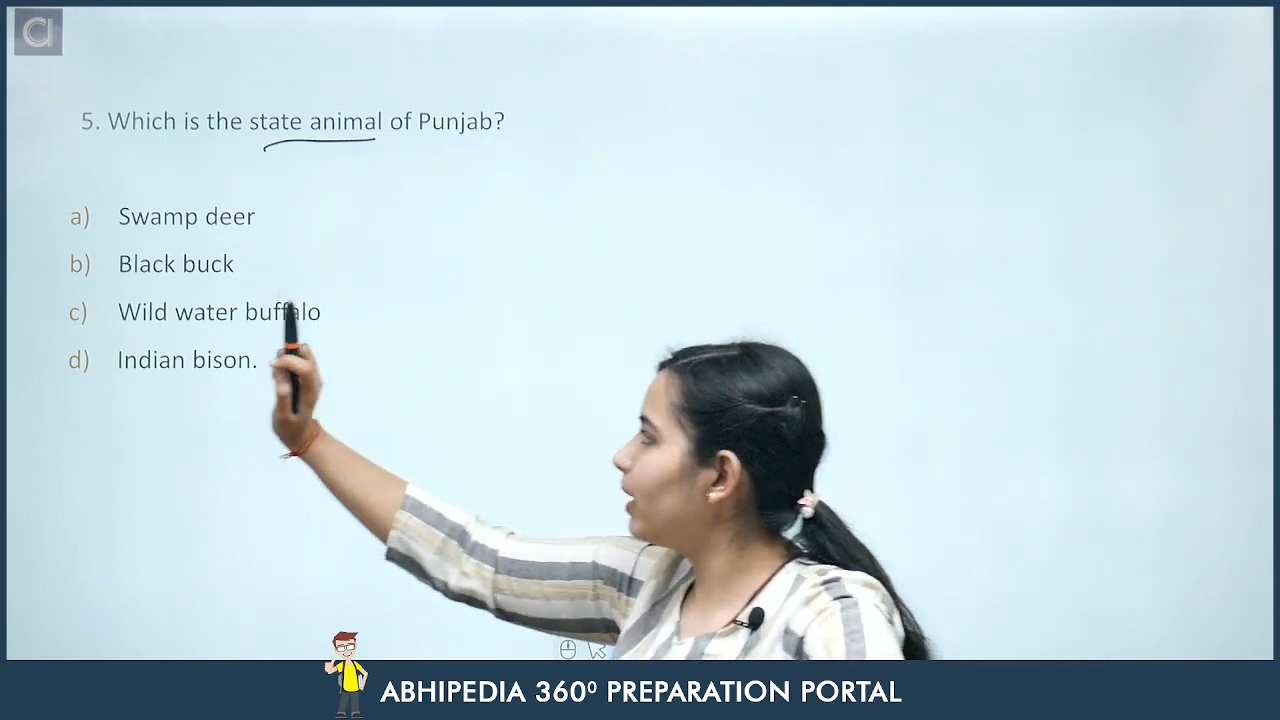 5. Which is the state animal of Punjab?
a) Swamp deer
b) Black buck
c) Wild water buffalo
d) Indian bison.
ABHIPEDIA 360⁰ PREPARATION PORTAL